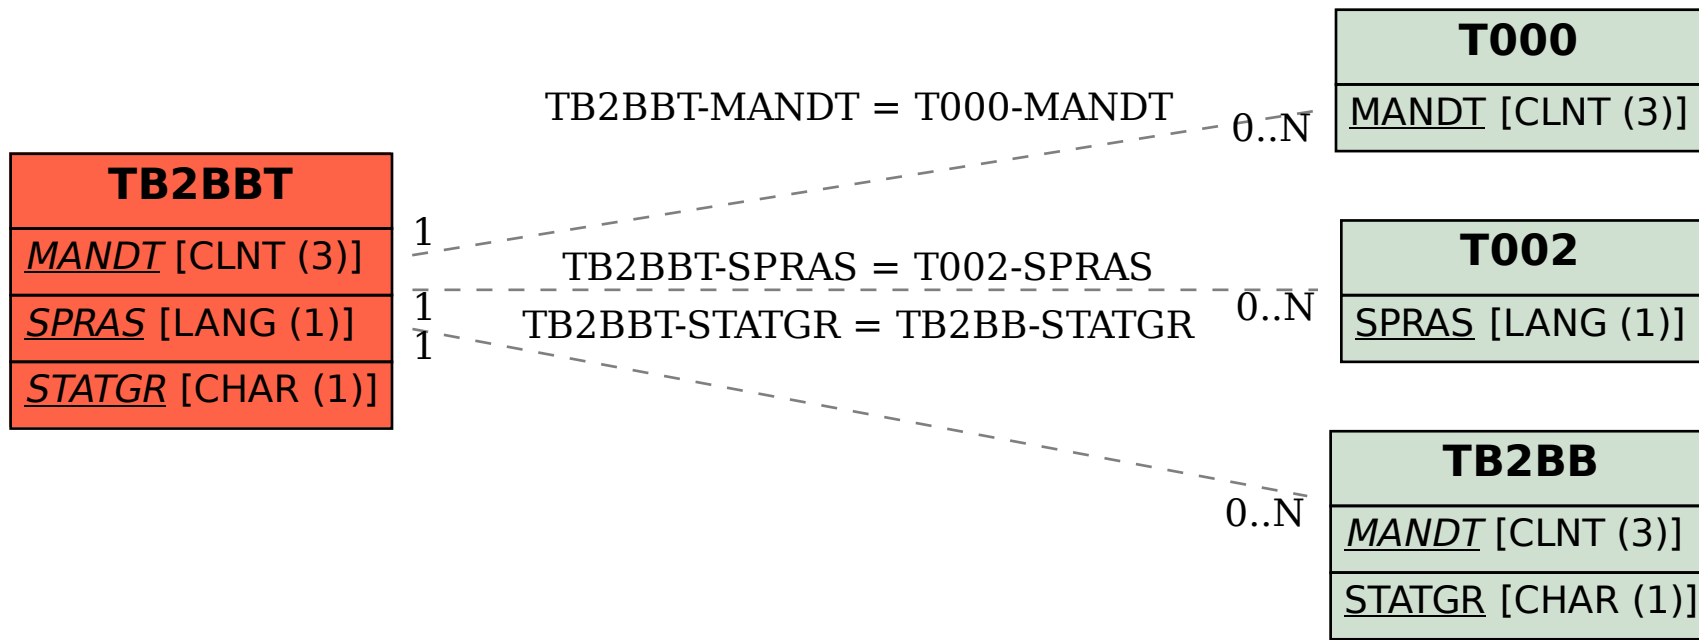 TB2BBT
MANDT [CLNT (3)]
SPRAS [LANG (1)]
STATGR [CHAR (1)]
TB2BBT-MANDT = T000-MANDT
1
0..N
TB2BBT-SPRAS = T002-SPRAS
1
0..N
TB2BBT-STATGR = TB2BB-STATGR
1
0..N
T000
MANDT [CLNT (3)]
T002
SPRAS [LANG (1)]
TB2BB
MANDT [CLNT (3)]
STATGR [CHAR (1)]